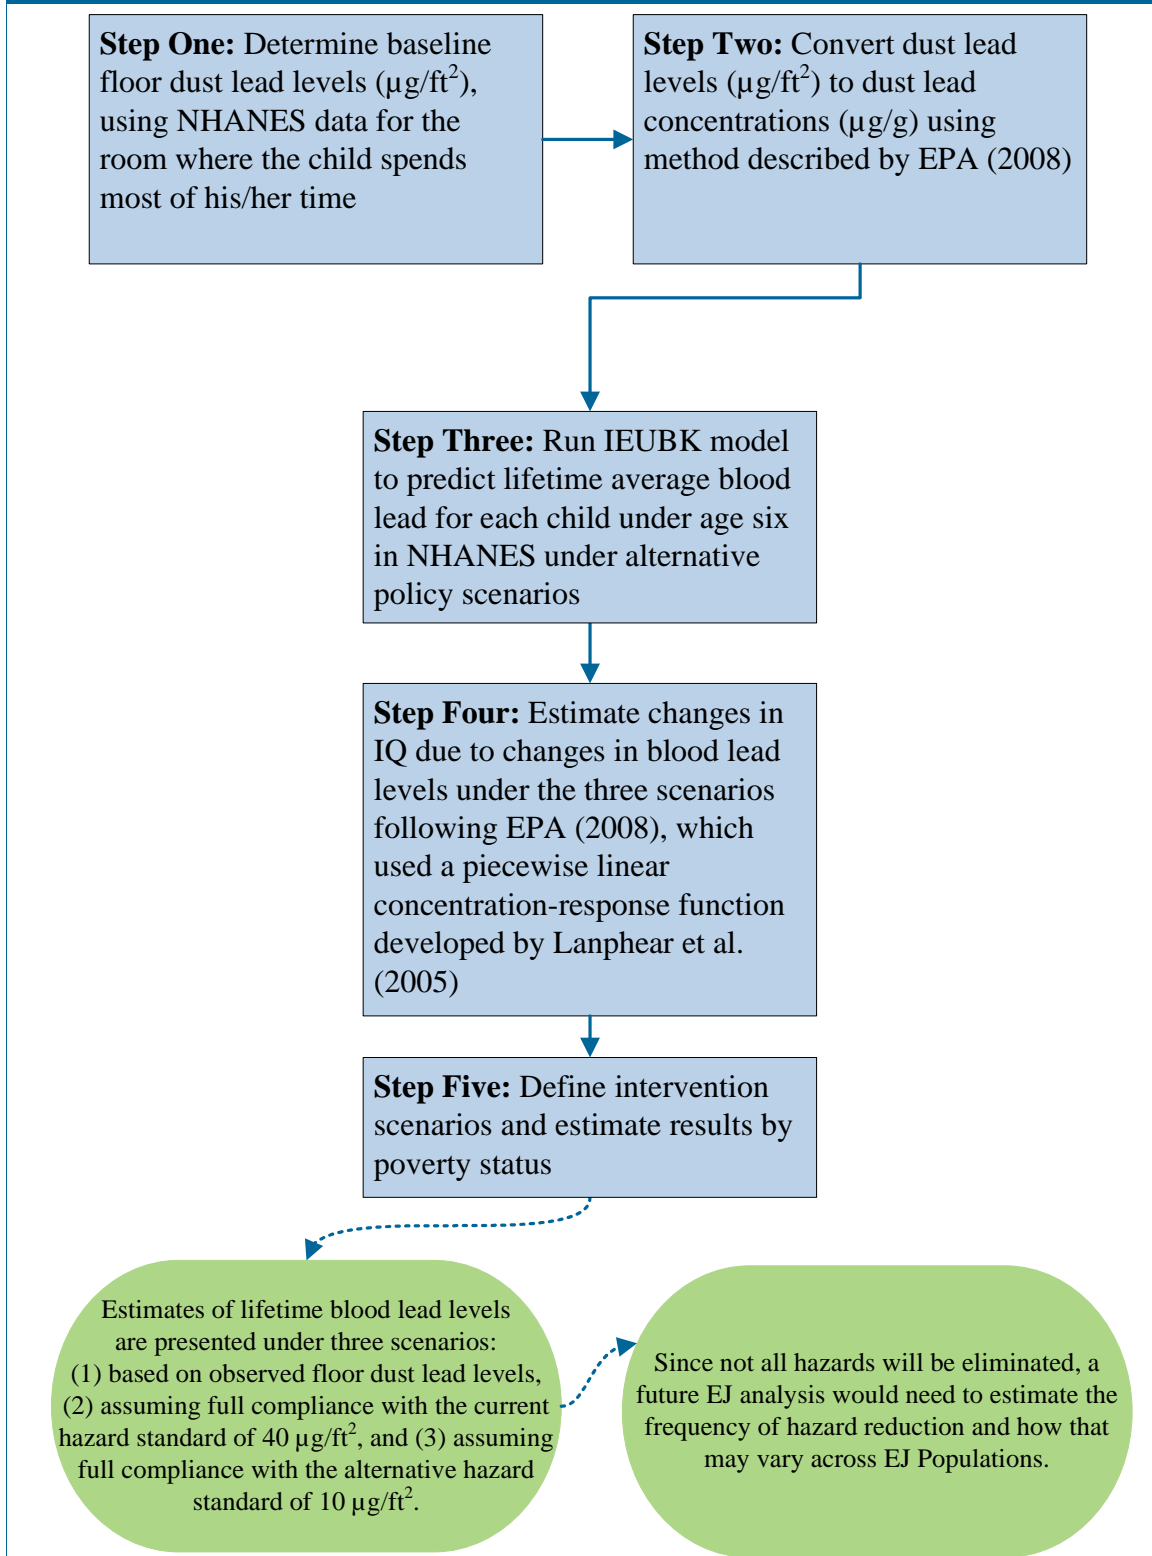 Step One: Determine baseline
floor dust lead levels (µg/ft²),
using NHANES data for the
room where the child spends
most of his/her time
Step Two: Convert dust lead
levels (µg/ft²) to dust lead
concentrations (µg/g) using
method described by EPA (2008)
Step Three: Run IEUBK model
to predict lifetime average blood
lead for each child under age six
in NHANES under alternative
policy scenarios
Step Four: Estimate changes in
IQ due to changes in blood lead
levels under the three scenarios
following EPA (2008), which
used a piecewise linear
concentration-response function
developed by Lanphear et al.
(2005)
Step Five: Define intervention
scenarios and estimate results by
poverty status
Estimates of lifetime blood lead levels
are presented under three scenarios:
(1) based on observed floor dust lead levels,
(2) assuming full compliance with the current
hazard standard of 40 µg/ft², and (3) assuming
full compliance with the alternative hazard
standard of 10 µg/ft².
Since not all hazards will be eliminated, a
future EJ analysis would need to estimate the
frequency of hazard reduction and how that
may vary across EJ Populations.